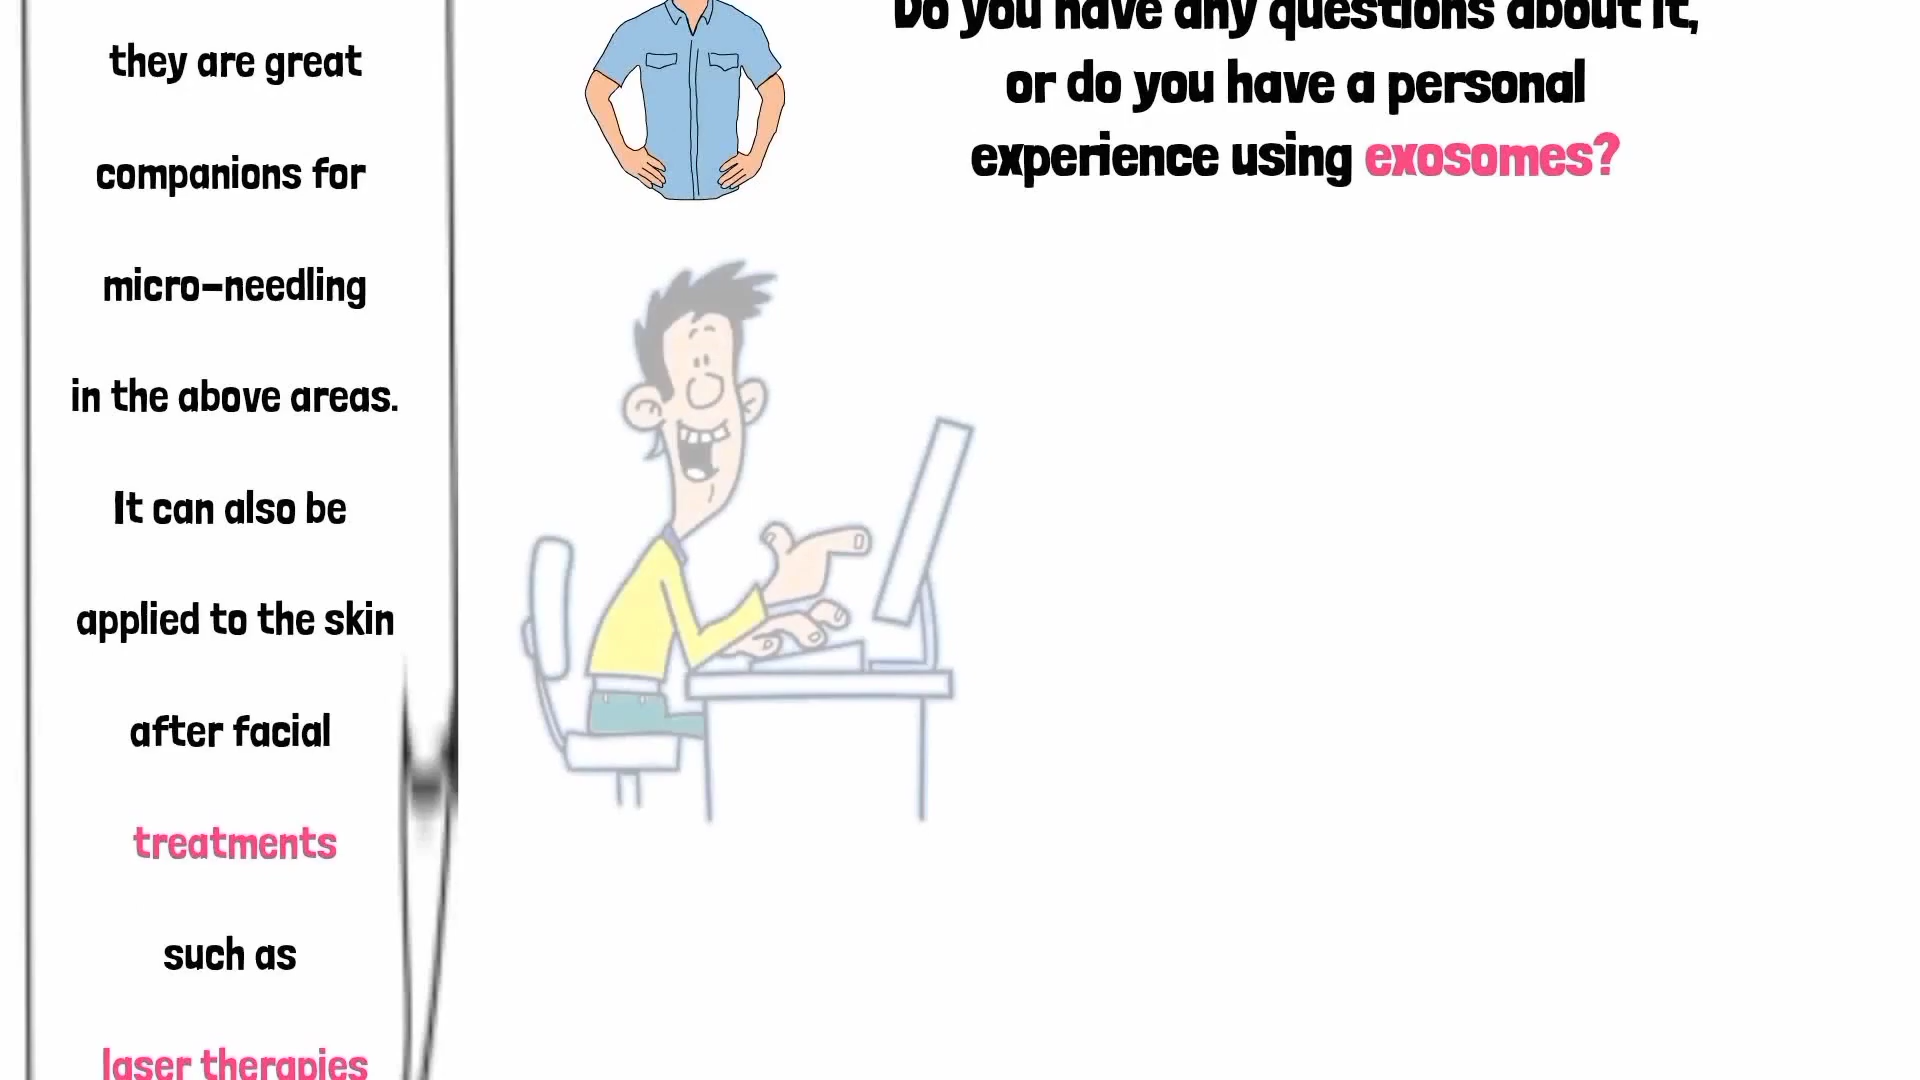 they are great
companions for
micro-needling
in the above areas.
It can also be
applied to the skin
after facial
treatments
such as
laser therapies
Do you have any questions about it,
or do you have a personal
experience using exosomes?